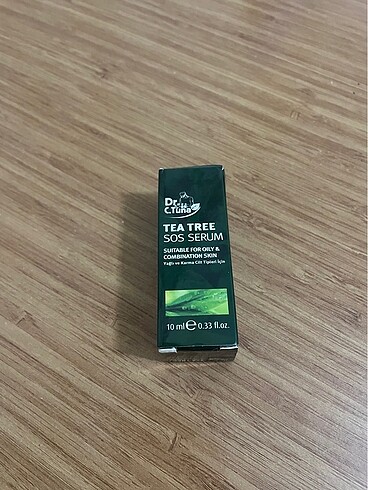 Dr.
C.Tuna
TEA TREE
SOS SERUM
SUITABLE FOR OILY &
COMBINATION SKIN
Yağlı ve Karma Cilt Tipleri İçin
10 ml ℮ 0.33 fl.oz.